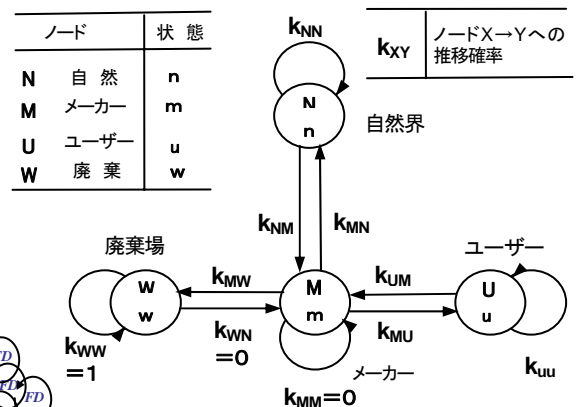 ノード 状態
N 自然 n
M メーカー m
U ユーザー u
W 廃棄 w
kXY ノードX→Yへの
推移確率
kNN
N
n
自然界
kNM
kMN
廃棄場
ユーザー
W
w
kMW
M
m
kUM
U
u
kWN
=0
kMU
kWW
=1
メーカー
kuu
kMM=0
FD
FD
FD